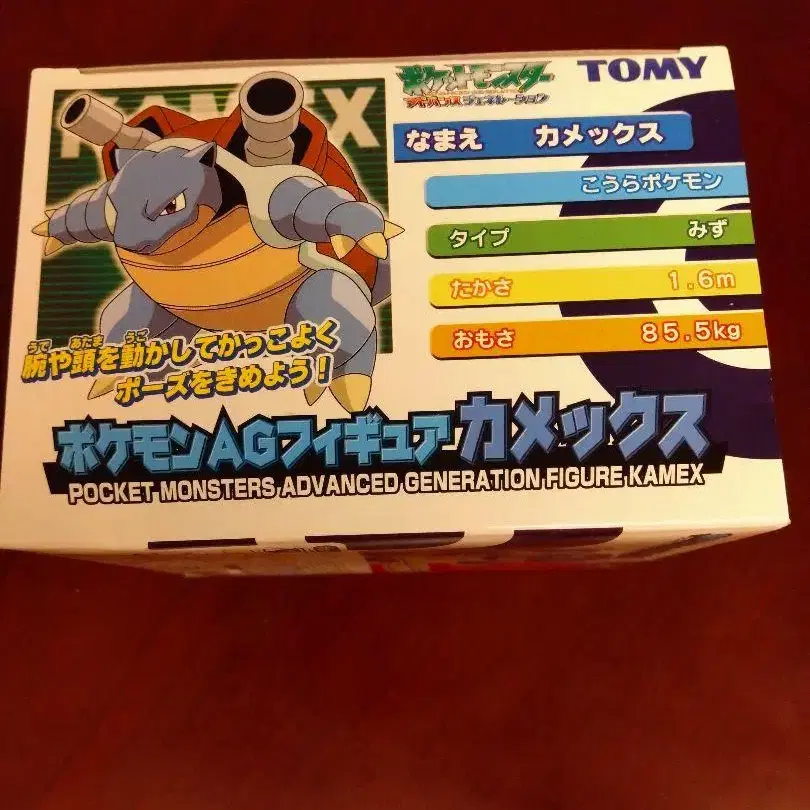 KAMEX
ポケットモンスター
アドバンスジェネレーション
TOMY
なまえ カメックス
こうらポケモン
タイプ みず
たかさ 1.6m
おもさ 85.5kg
うで あたま うご
腕や頭を動かしてかっこよく
ポーズをきめよう!
ポケモンAGフィギュア カメックス
POCKET MONSTERS ADVANCED GENERATION FIGURE KAMEX